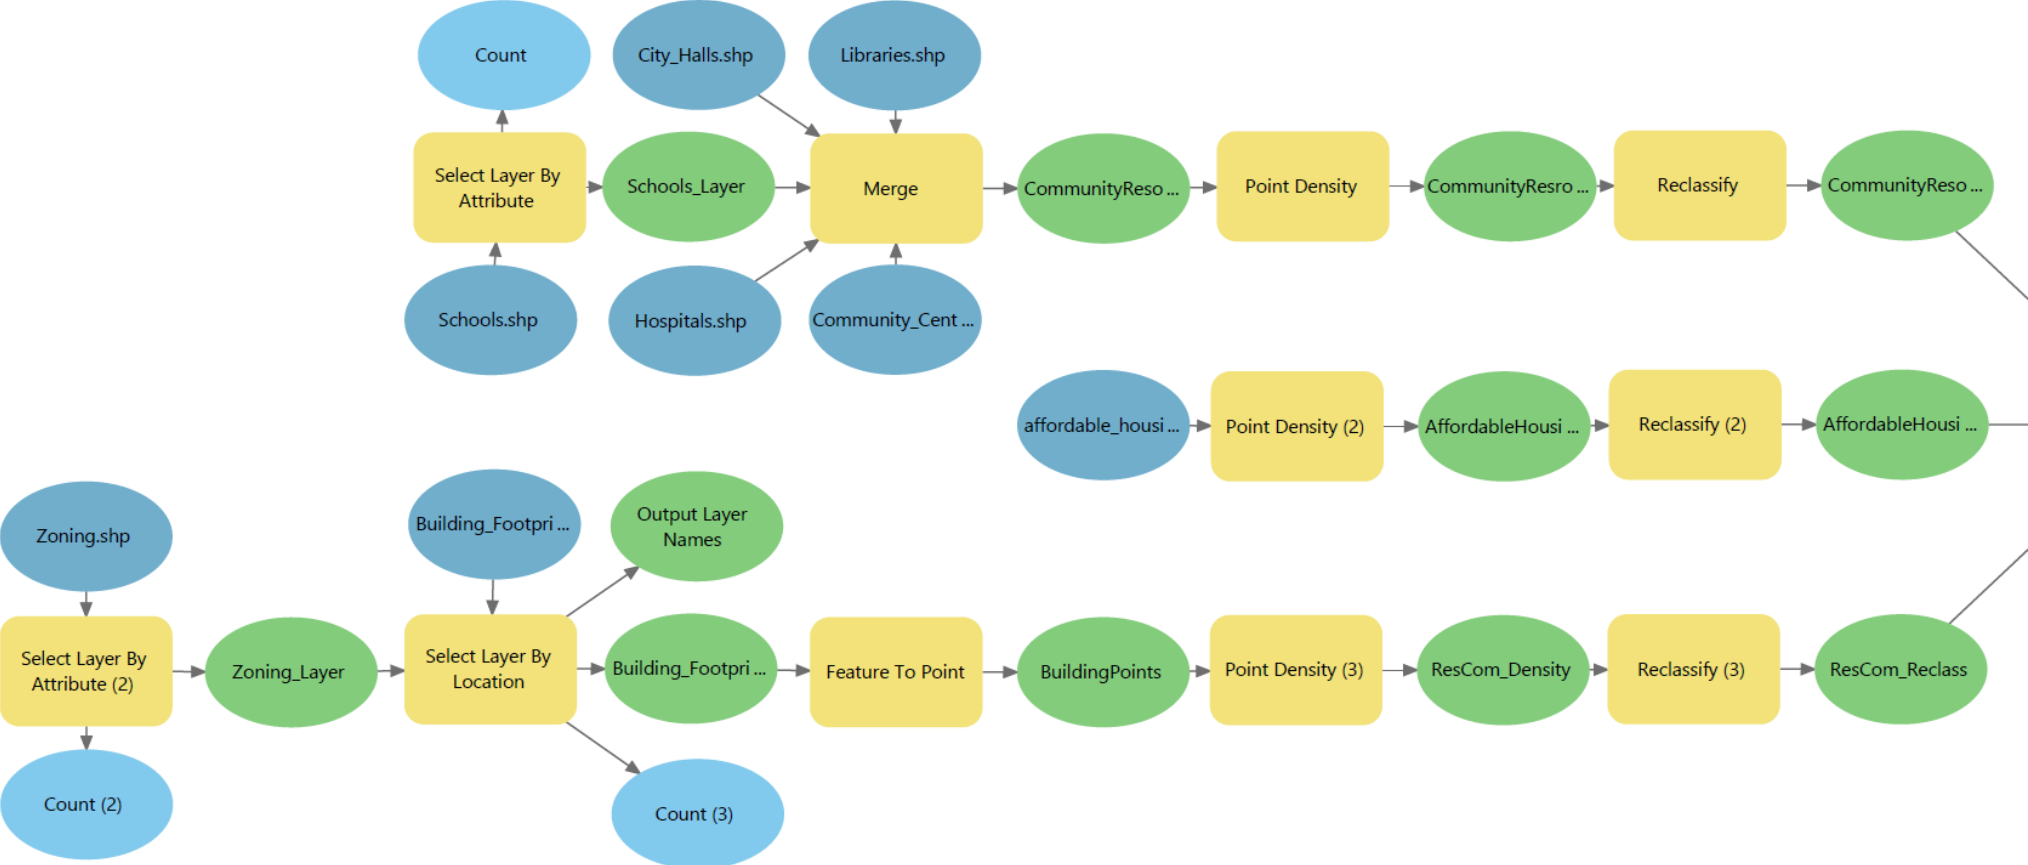 Count
City_Halls.shp
Libraries.shp
Select Layer By
Attribute
Schools_Layer
Merge
CommunityReso ...
Point Density
CommunityResro ...
Reclassify
CommunityReso ...
Schools.shp
Hospitals.shp
Community_Cent ...
affordable_housi ...
Point Density (2)
AffordableHousi ...
Reclassify (2)
AffordableHousi ...
Zoning.shp
Building_Footpri ...
Output Layer
Names
Select Layer By
Attribute (2)
Zoning_Layer
Select Layer By
Location
Building_Footpri ...
Feature To Point
BuildingPoints
Point Density (3)
ResCom_Density
Reclassify (3)
ResCom_Reclass
Count (2)
Count (3)